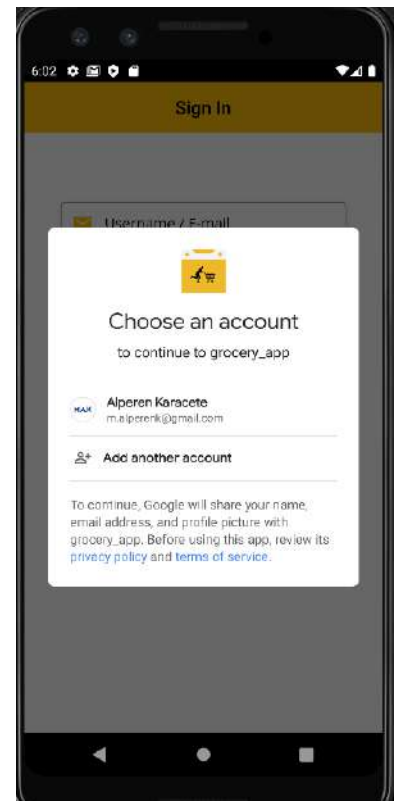 6:02
Sign In
Username / E-mail
Choose an account
to continue to grocery_app
MAK
Alperen Karacete
m.alperenk@gmail.com
Add another account
To continue, Google will share your name,
email address, and profile picture with
grocery_app. Before using this app, review its
privacy policy and terms of service.